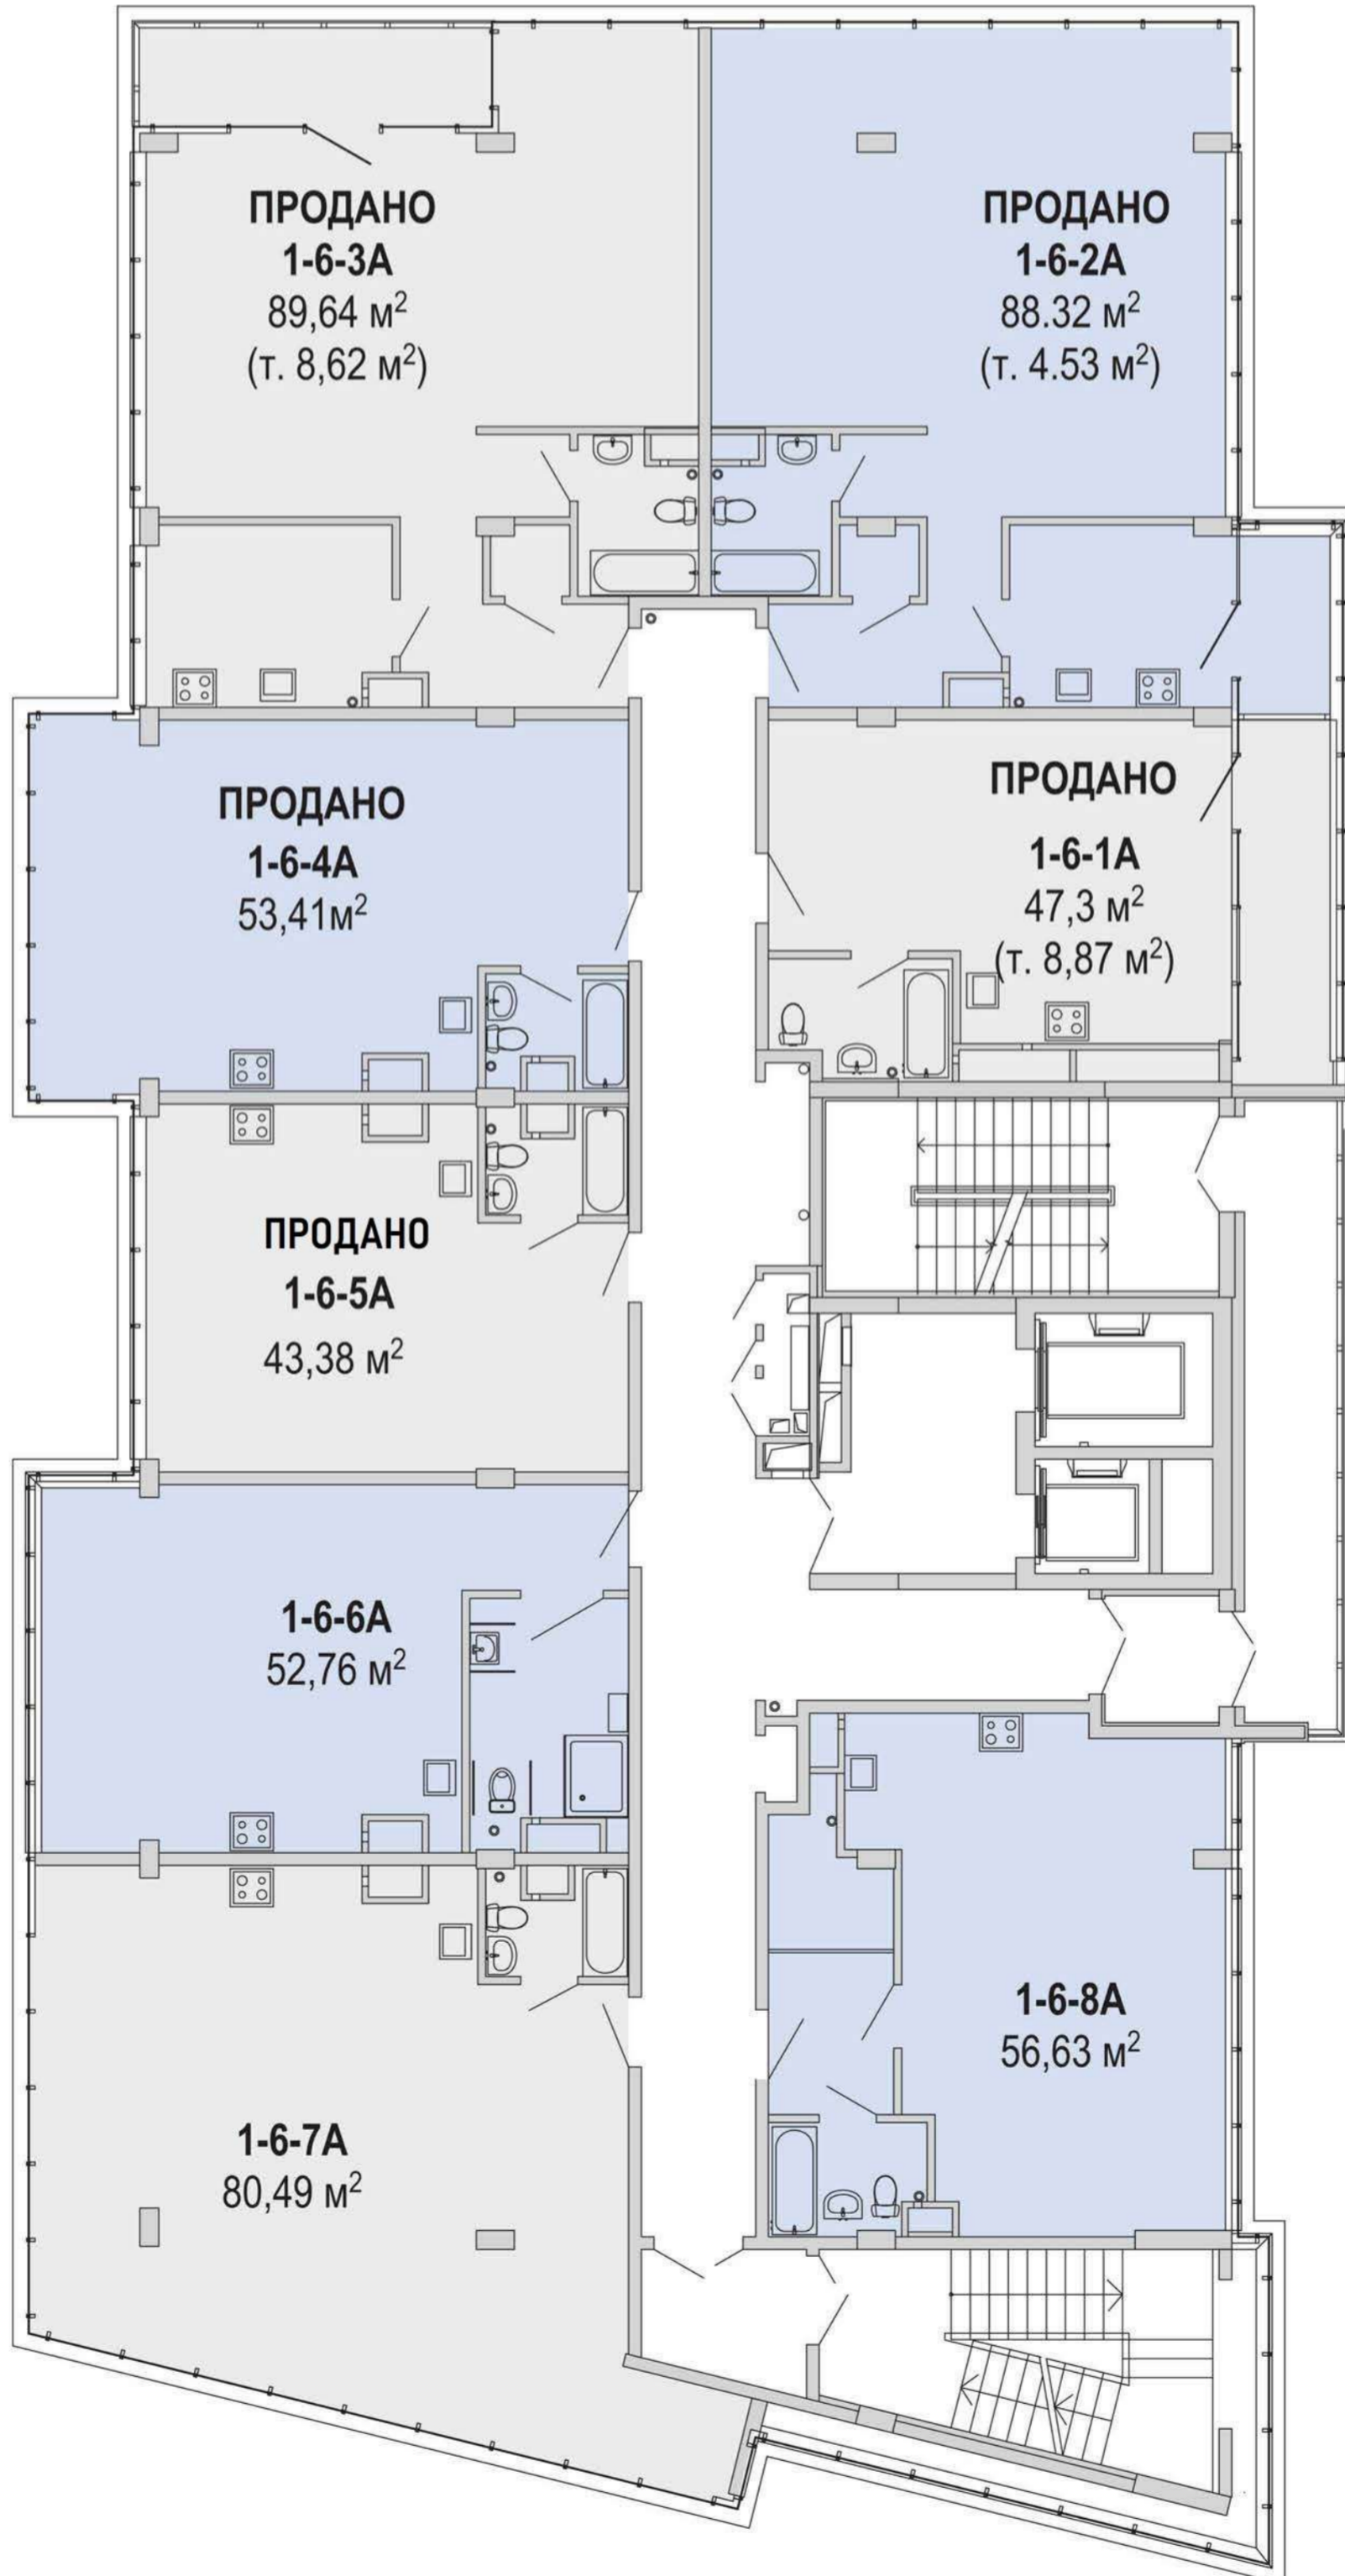 ПРОДАНО
1-6-3А
89,64 м²
(т. 8,62 м²)
ПРОДАНО
1-6-2А
88.32 м²
(т. 4.53 м²)
ПРОДАНО
1-6-4А
53,41м²
ПРОДАНО
1-6-1А
47,3 м²
(т. 8,87 м²)
ПРОДАНО
1-6-5А
43,38 м²
1-6-6А
52,76 м²
1-6-8А
56,63 м²
1-6-7А
80,49 м²